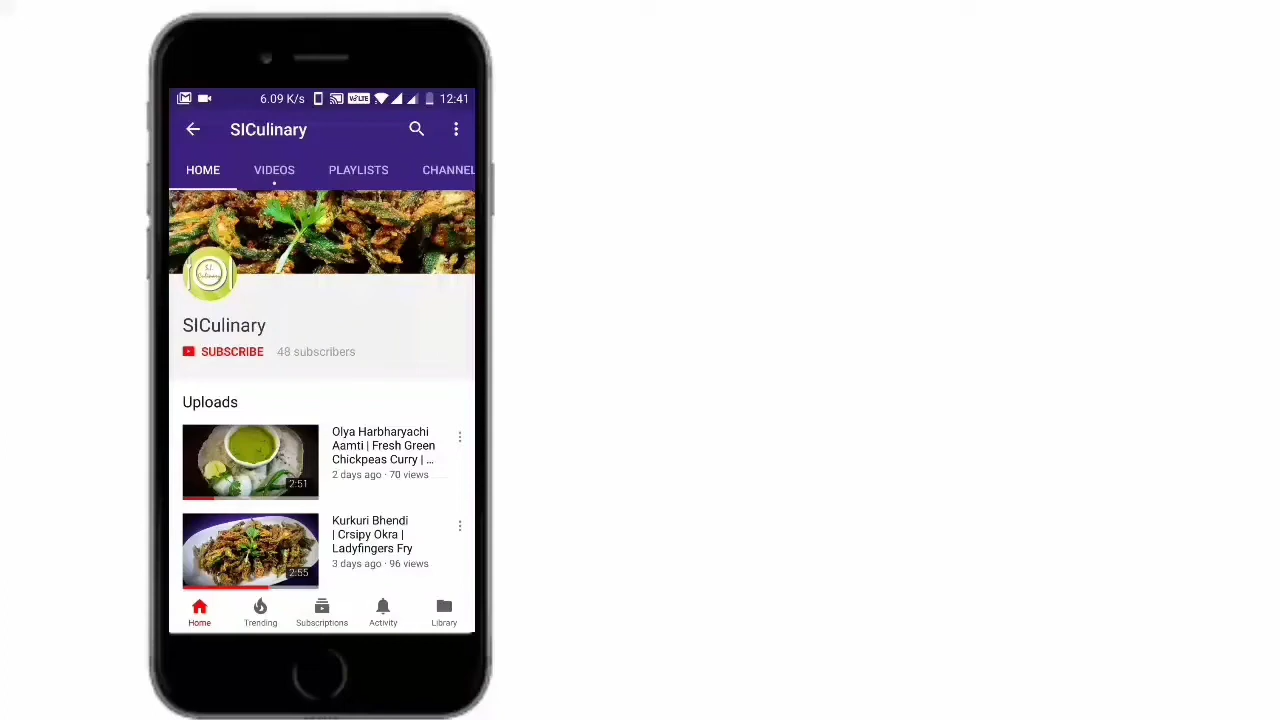 6.09 K/s VoLTE 12:41
SICulinary
HOME VIDEOS PLAYLISTS CHANNEL
S.I.
Culinary
SICulinary
SUBSCRIBE 48 subscribers
Uploads
Olya Harbharyachi
Aamti | Fresh Green
Chickpeas Curry | ...
2 days ago · 70 views
2:51
Kurkuri Bhendi
| Crsipy Okra |
Ladyfingers Fry
3 days ago · 96 views
2:55
Home Trending Subscriptions Activity Library